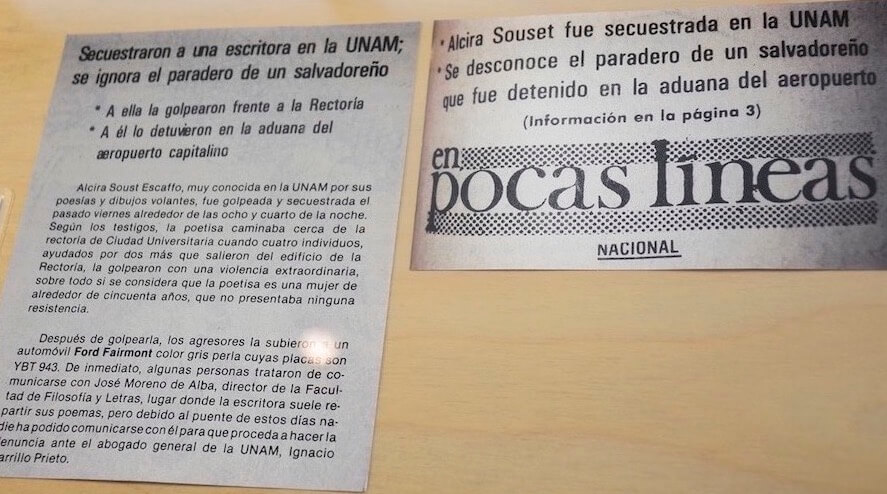 Secuestraron a una escritora en la UNAM;
se ignora el paradero de un salvadoreño
* A ella la golpearon frente a la Rectoría
* A él lo detuvieron en la aduana del
aeropuerto capitalino
Alcira Soust Escaffo, muy conocida en la UNAM por sus
poesías y dibujos volantes, fue golpeada y secuestrada el
pasado viernes alrededor de las ocho y cuarto de la noche.
Según los testigos, la poetisa caminaba cerca de la
rectoría de Ciudad Universitaria cuando cuatro individuos,
ayudados por dos más que salieron del edificio de la
Rectoría, la golpearon con una violencia extraordinaria,
sobre todo si se considera que la poetisa es una mujer de
alrededor de cincuenta años, que no presentaba ninguna
resistencia.
Después de golpearla, los agresores la subieron a un
automóvil Ford Fairmont color gris perla cuyas placas son
YBT 943. De inmediato, algunas personas trataron de co-
municarse con José Moreno de Alba, director de la Facul-
tad de Filosofía y Letras, lugar donde la escritora suele re-
partir sus poemas, pero debido al puente de estos días na-
die ha podido comunicarse con él para que proceda a hacer la
denuncia ante el abogado general de la UNAM, Ignacio
arrillo Prieto.
* Alcira Souset fue secuestrada en la UNAM
* Se desconoce el paradero de un salvadoreño
que fue detenido en la aduana del aeropuerto
(Información en la página 3)
en
pocas líneas
NACIONAL